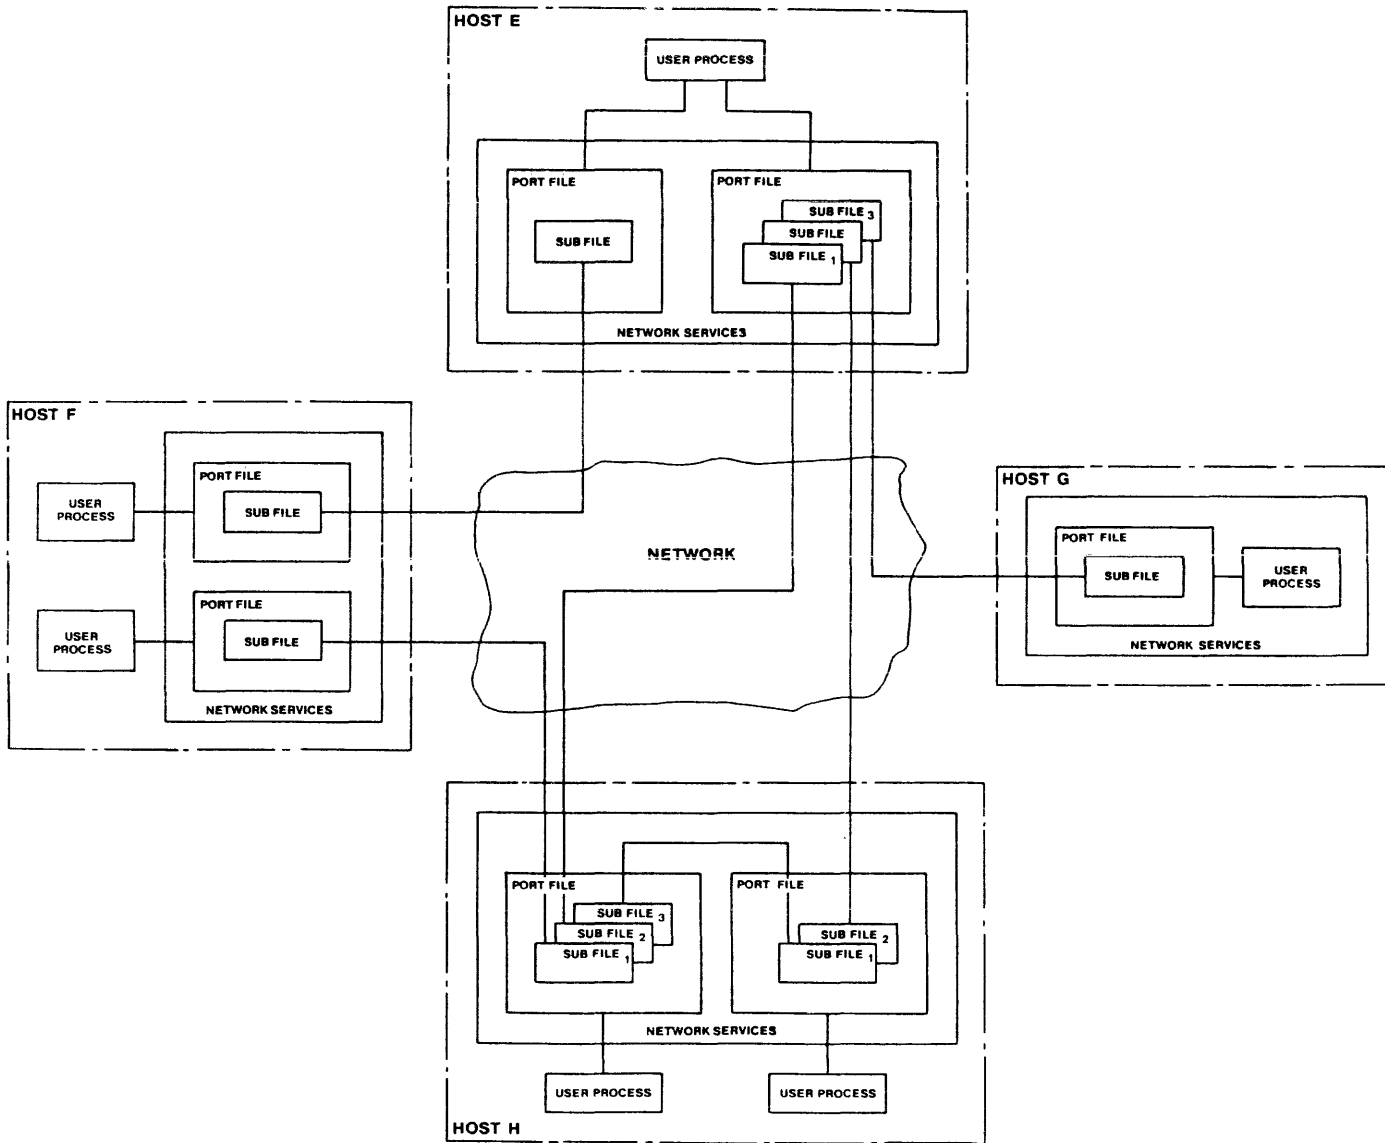 HOST E
USER PROCESS
PORT FILE
SUB FILE
PORT FILE
SUB FILE 3
SUB FILE
SUB FILE 1
NETWORK SERVICES
HOST F
USER
PROCESS
PORT FILE
SUB FILE
USER
PROCESS
PORT FILE
SUB FILE
NETWORK SERVICES
NETWORK
HOST G
PORT FILE
SUB FILE
USER
PROCESS
NETWORK SERVICES
PORT FILE
SUB FILE 3
SUB FILE 2
SUB FILE 1
PORT FILE
SUB FILE 2
SUB FILE 1
NETWORK SERVICES
USER PROCESS
USER PROCESS
HOST H